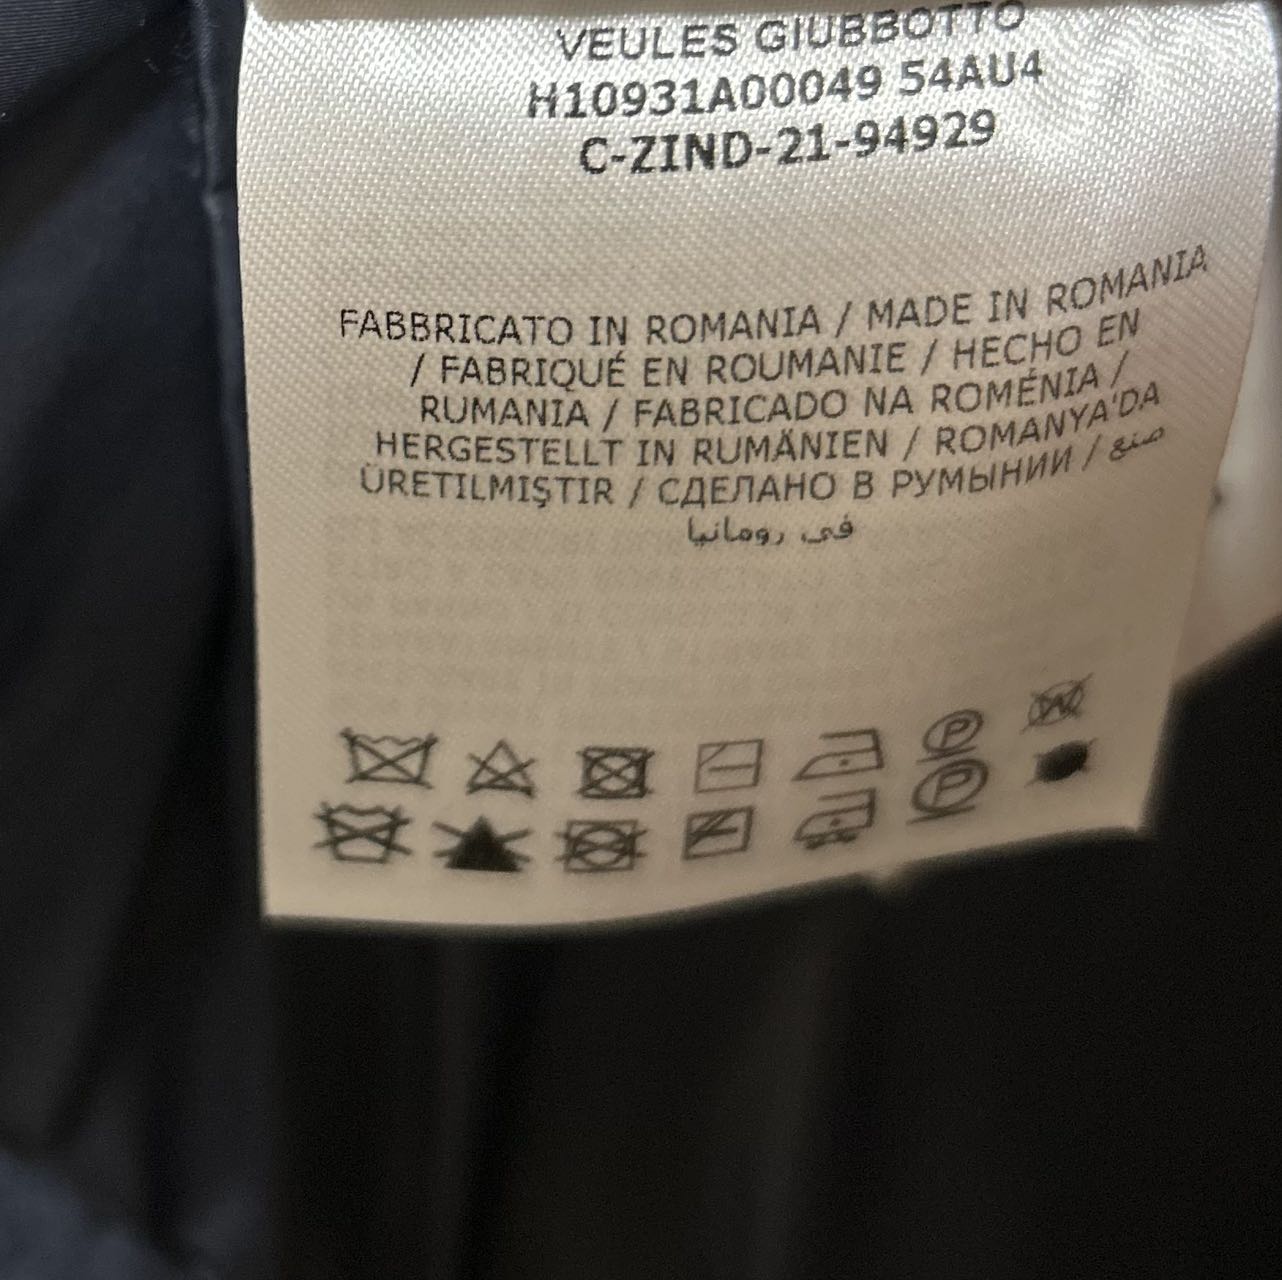 VEULES GIUBBOTTO
H10931A00049 54AU4
C-ZIND-21-94929
FABBRICATO IN ROMANIA / MADE IN ROMANIA
/ FABRIQUÉ EN ROUMANIE / HECHO EN
RUMANIA / FABRICADO NA ROMÉNIA /
HERGESTELLT IN RUMÄNIEN / ROMANYA'DA
ÜRETILMIŞTIR / СДЕЛАНО В РУМЫНИИ / صنع
في رومانيا
P W
P